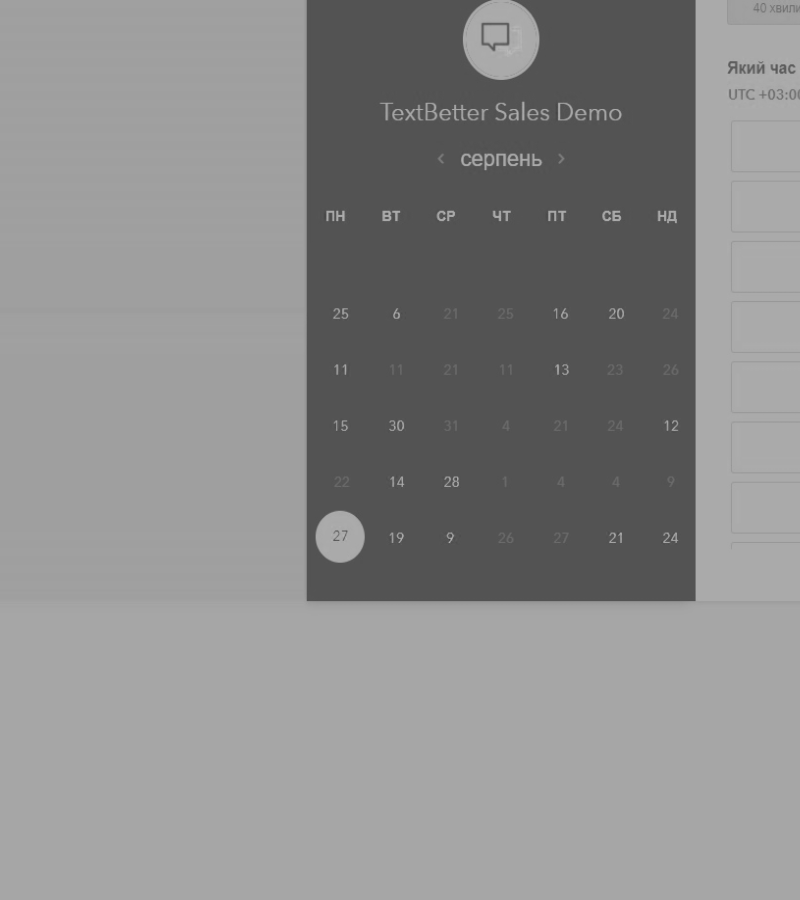 40 хвили
Який час
UTC +03:00
TextBetter Sales Demo
серпень
ПН ВТ СР ЧТ ПТ СБ НД
25 6 21 25 16 20 24
11 11 21 11 13 23 26
15 30 31 4 21 24 12
22 14 28 1 4 4 9
27 19 9 26 27 21 24